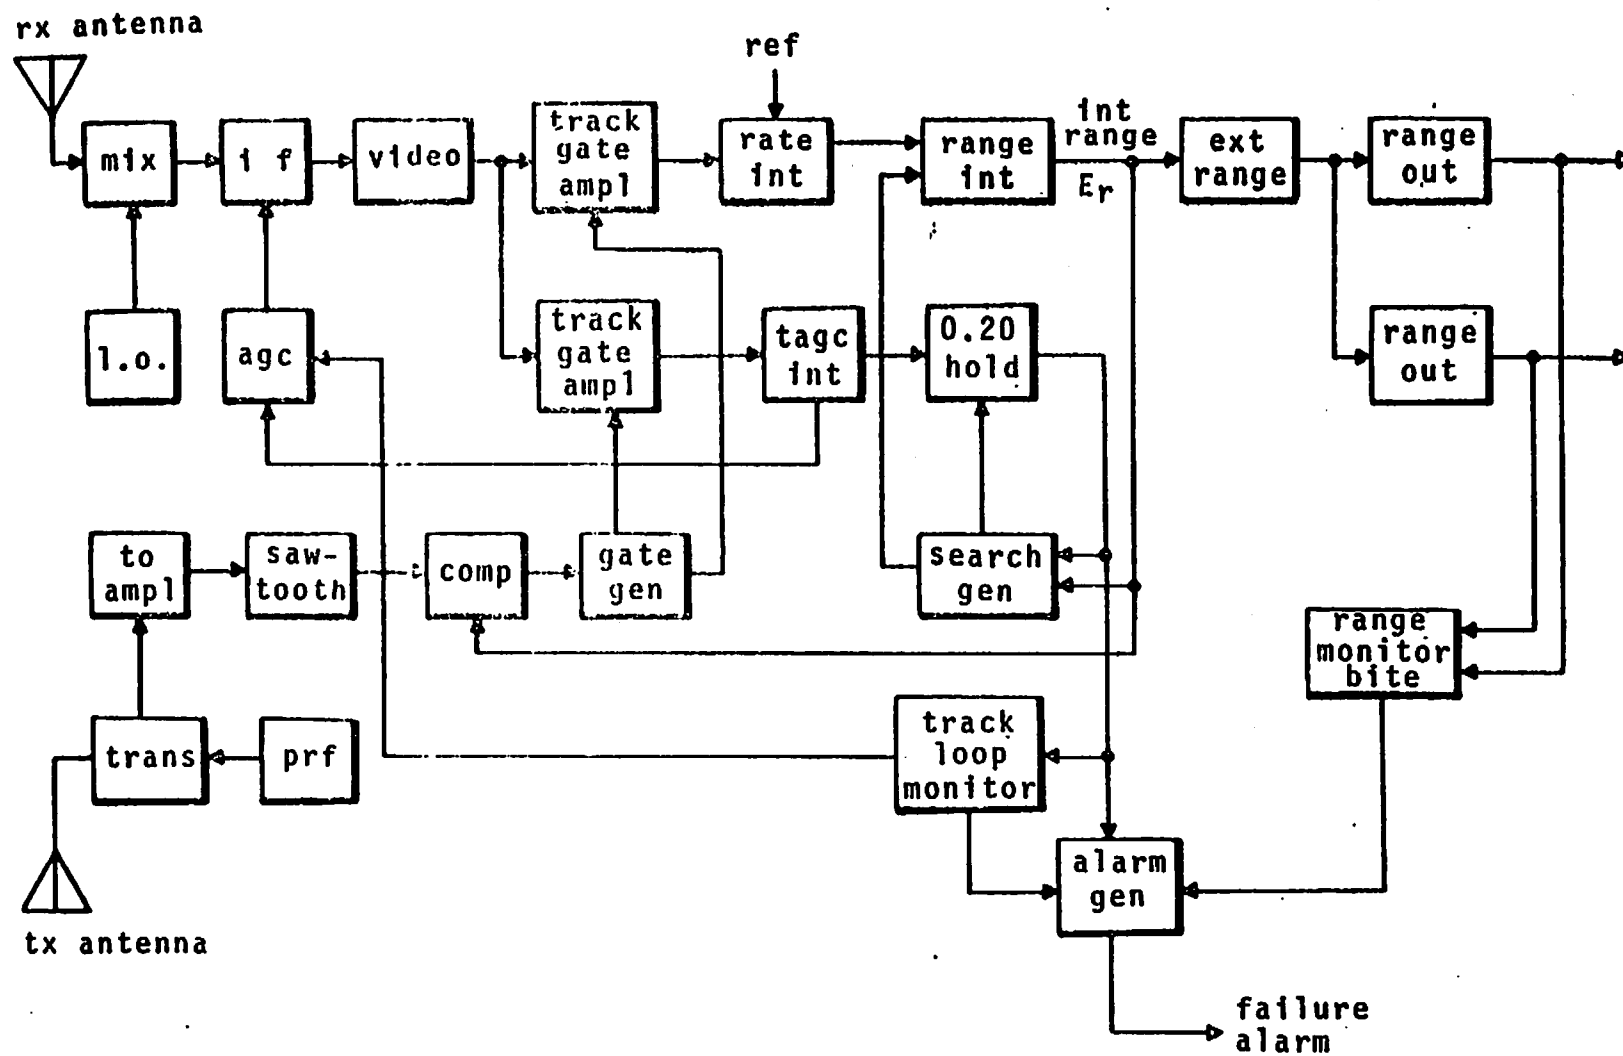 rx antenna
ref
mix
i f
video
track
gate
ampl
rate
int
range
int
int
range
Er
ext
range
range
out
l.o.
agc
track
gate
ampl
tagc
int
0.20
hold
range
out
to
ampl
saw-
tooth
comp
gate
gen
search
gen
range
monitor
bite
trans
prf
track
loop
monitor
alarm
gen
tx antenna
failure
alarm